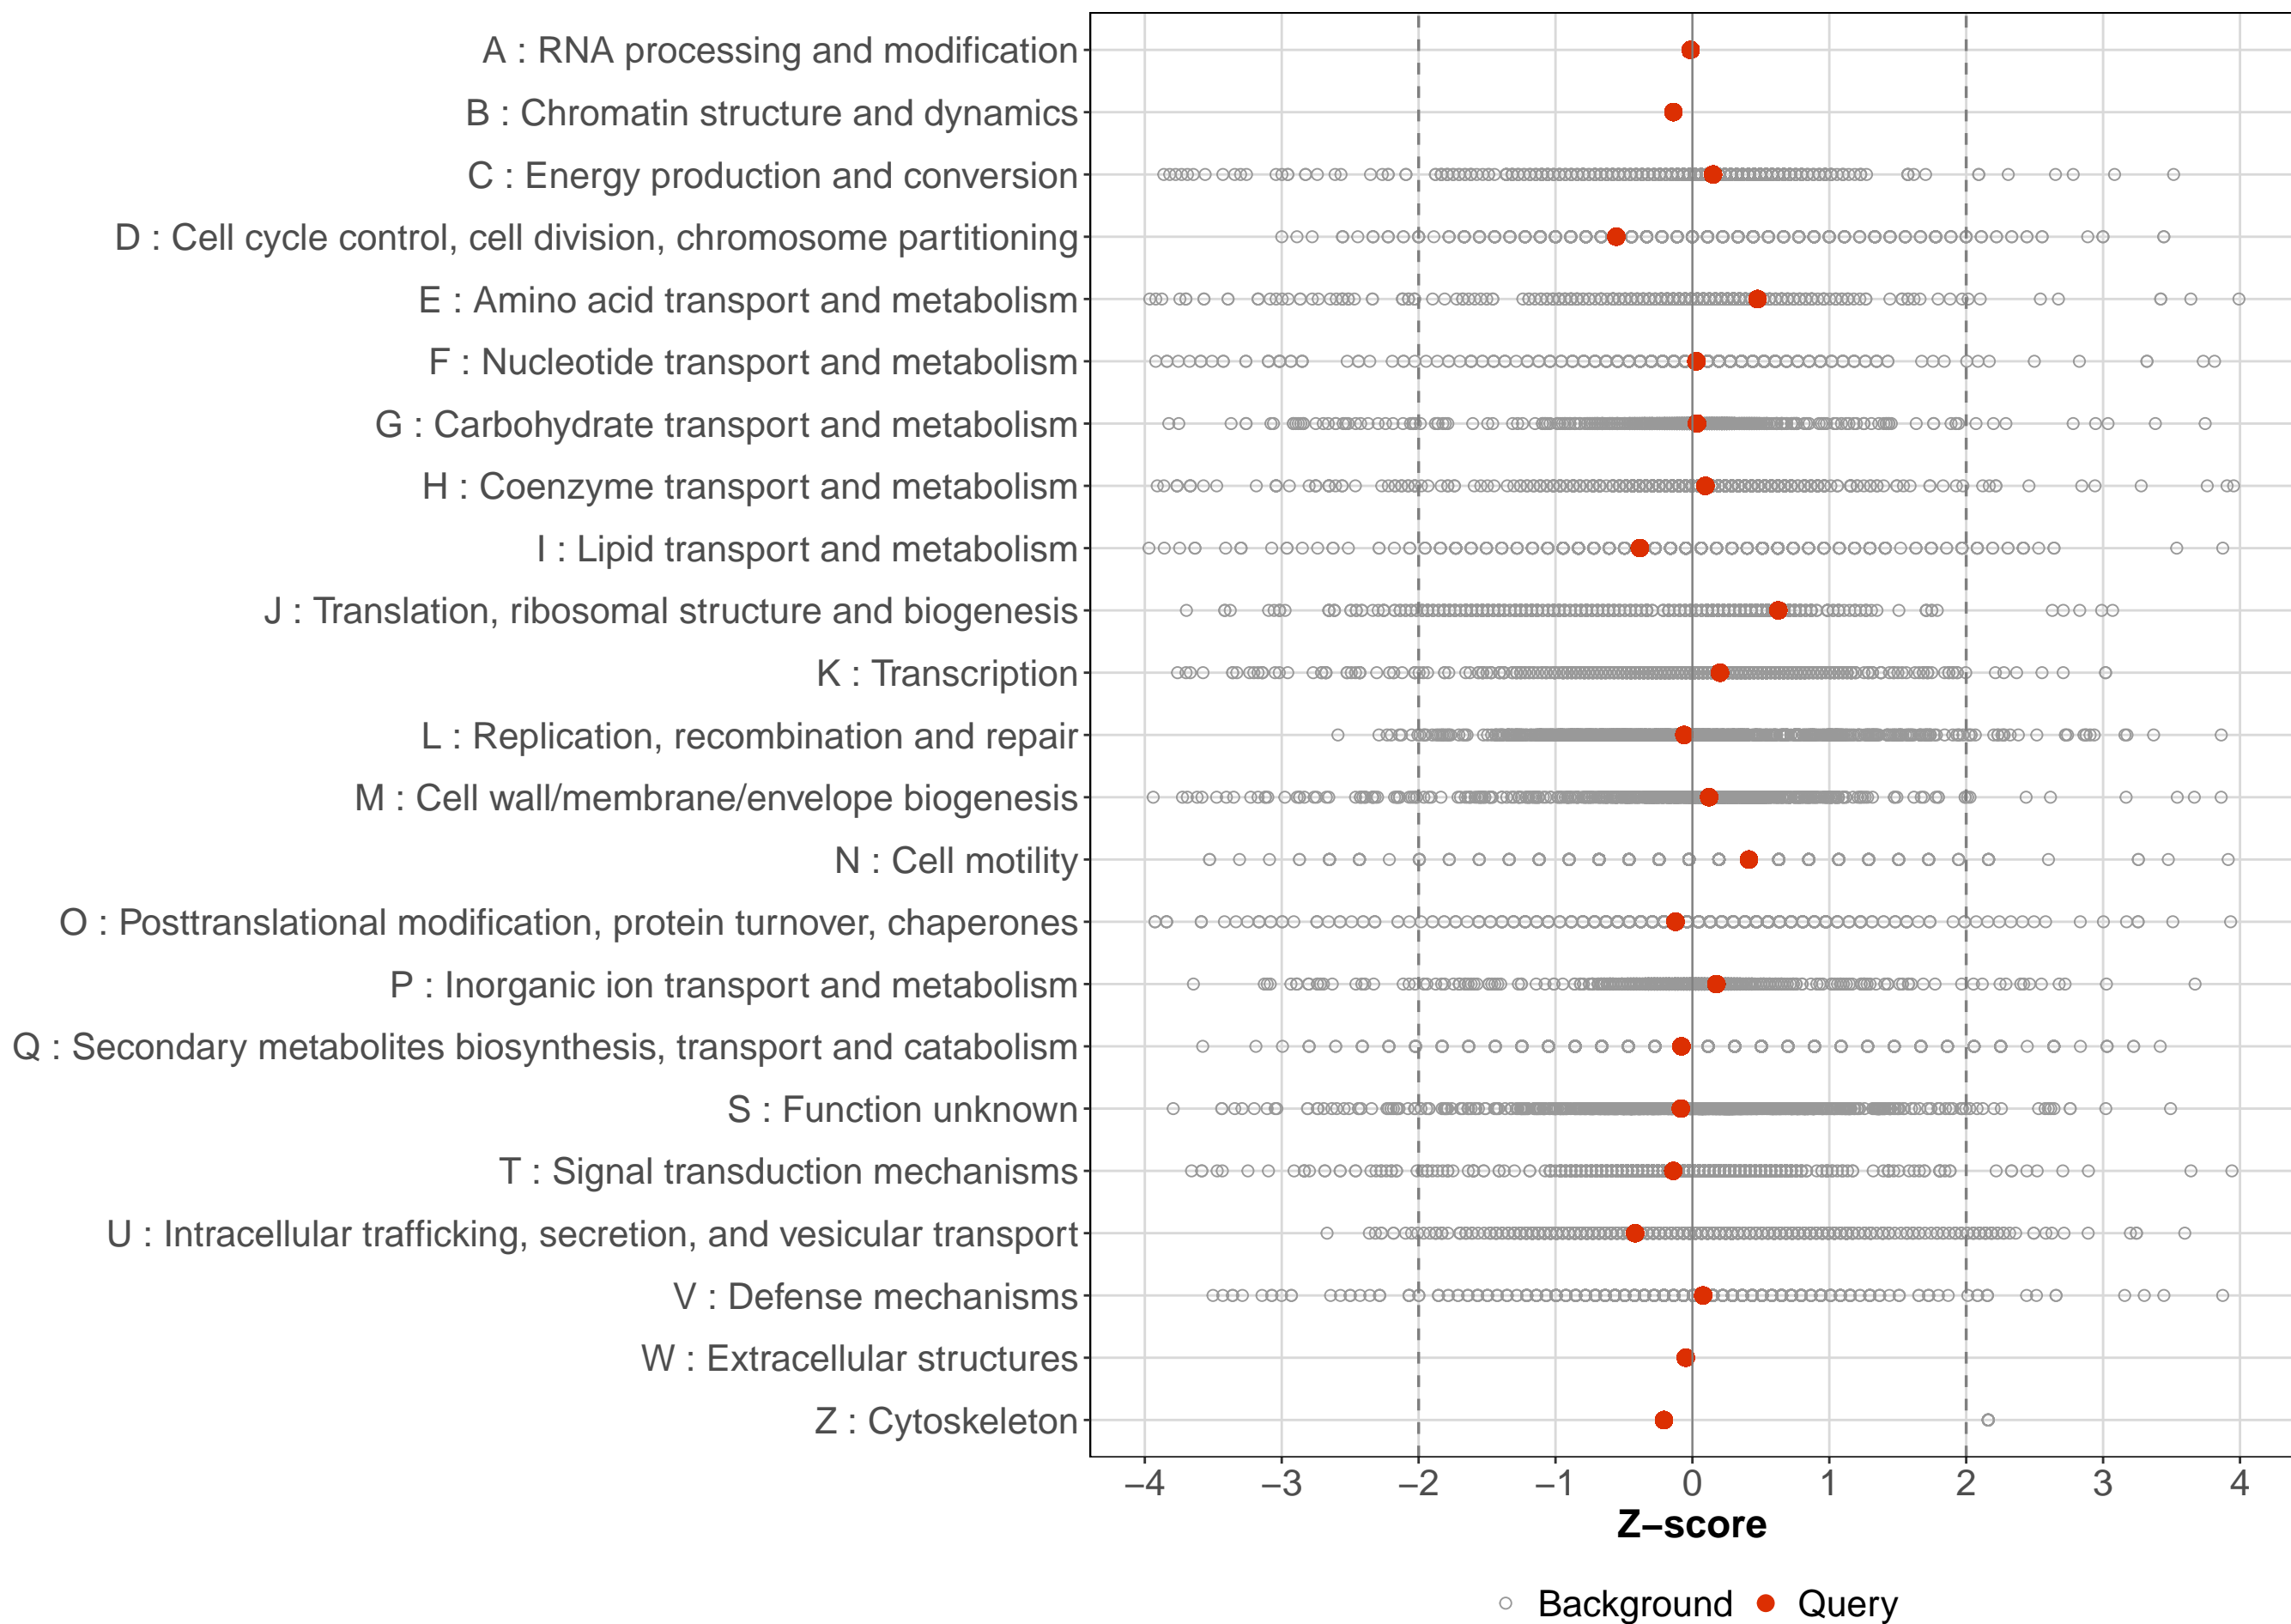 A : RNA processing and modification
B : Chromatin structure and dynamics
C : Energy production and conversion
D : Cell cycle control, cell division, chromosome partitioning
E : Amino acid transport and metabolism
F : Nucleotide transport and metabolism
G : Carbohydrate transport and metabolism
H : Coenzyme transport and metabolism
I : Lipid transport and metabolism
J : Translation, ribosomal structure and biogenesis
K : Transcription
L : Replication, recombination and repair
M : Cell wall/membrane/envelope biogenesis
N : Cell motility
O : Posttranslational modification, protein turnover, chaperones
P : Inorganic ion transport and metabolism
Q : Secondary metabolites biosynthesis, transport and catabolism
S : Function unknown
T : Signal transduction mechanisms
U : Intracellular trafficking, secretion, and vesicular transport
V : Defense mechanisms
W : Extracellular structures
Z : Cytoskeleton
−4 −3 −2 −1 0 1 2 3 4
Z−score
Background Query